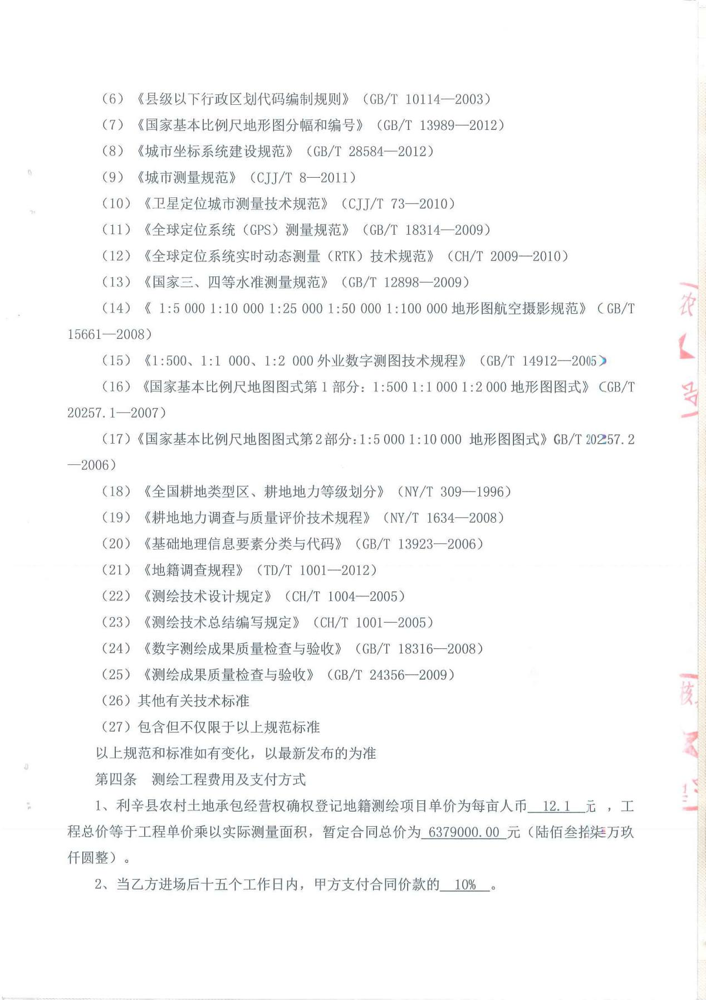 （6）《县级以下行政区划代码编制规则》（GB/T 10114—2003）
（7）《国家基本比例尺地形图分幅和编号》（GB/T 13989—2012）
（8）《城市坐标系统建设规范》（GB/T 28584—2012）
（9）《城市测量规范》（CJJ/T 8—2011）
（10）《卫星定位城市测量技术规范》（CJJ/T 73—2010）
（11）《全球定位系统（GPS）测量规范》（GB/T 18314—2009）
（12）《全球定位系统实时动态测量（RTK）技术规范》（CH/T 2009—2010）
（13）《国家三、四等水准测量规范》（GB/T 12898—2009）
（14）《 1:5 000 1:10 000 1:25 000 1:50 000 1:100 000 地形图航空摄影规范》（ GB/T
15661—2008）
（15）《1:500、1:1 000、1:2 000 外业数字测图技术规程》（GB/T 14912—2005）
（16）《国家基本比例尺地图图式第 1 部分：1:500 1:1 000 1:2 000 地形图图式》（GB/T
20257.1—2007）
（17）《国家基本比例尺地图图式第2部分:1:5 000 1:10 000 地形图图式》GB/T 20257.2
—2006）
（18）《全国耕地类型区、耕地地力等级划分》（NY/T 309—1996）
（19）《耕地地力调查与质量评价技术规程》（NY/T 1634—2008）
（20）《基础地理信息要素分类与代码》（GB/T 13923—2006）
（21）《地籍调查规程》（TD/T 1001—2012）
（22）《测绘技术设计规定》（CH/T 1004—2005）
（23）《测绘技术总结编写规定》（CH/T 1001—2005）
（24）《数字测绘成果质量检查与验收》（GB/T 18316—2008）
（25）《测绘成果质量检查与验收》（GB/T 24356—2009）
（26）其他有关技术标准
（27）包含但不仅限于以上规范标准
以上规范和标准如有变化，以最新发布的为准
第四条 测绘工程费用及支付方式
1、利辛县农村土地承包经营权确权登记地籍测绘项目单价为每亩人币 12.1 元 ，工
程总价等于工程单价乘以实际测量面积，暂定合同总价为 6379000.00 元（陆佰叁拾柒万玖
仟圆整）。
2、当乙方进场后十五个工作日内，甲方支付合同价款的 10% 。
农
核